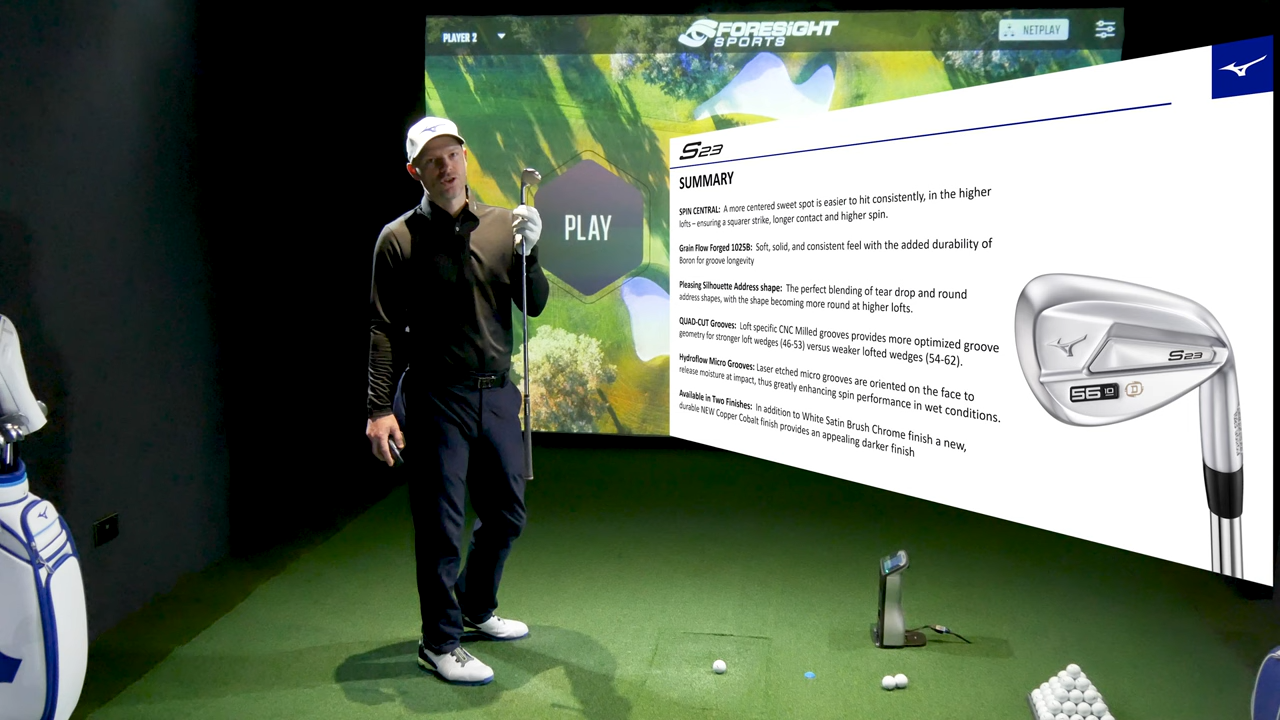 PLAYER 2
FORESIGHT
SPORTS
NETPLAY
PLAY
S23
SUMMARY
SPIN CENTRAL: A more centered sweet spot is easier to hit consistently, in the higher
lofts – ensuring a squarer strike, longer contact and higher spin.
Grain Flow Forged 1025B: Soft, solid, and consistent feel with the added durability of
Boron for groove longevity
Pleasing Silhouette Address shape: The perfect blending of tear drop and round
address shapes, with the shape becoming more round at higher lofts.
QUAD-CUT Grooves: Loft specific CNC Milled grooves provides more optimized groove
geometry for stronger loft wedges (46-53) versus weaker lofted wedges (54-62).
Hydroflow Micro Grooves: Laser etched micro grooves are oriented on the face to
release moisture at impact, thus greatly enhancing spin performance in wet conditions.
Available in Two Finishes: In addition to White Satin Brush Chrome finish a new,
durable NEW Copper Cobalt finish provides an appealing darker finish
S23
56 10 D